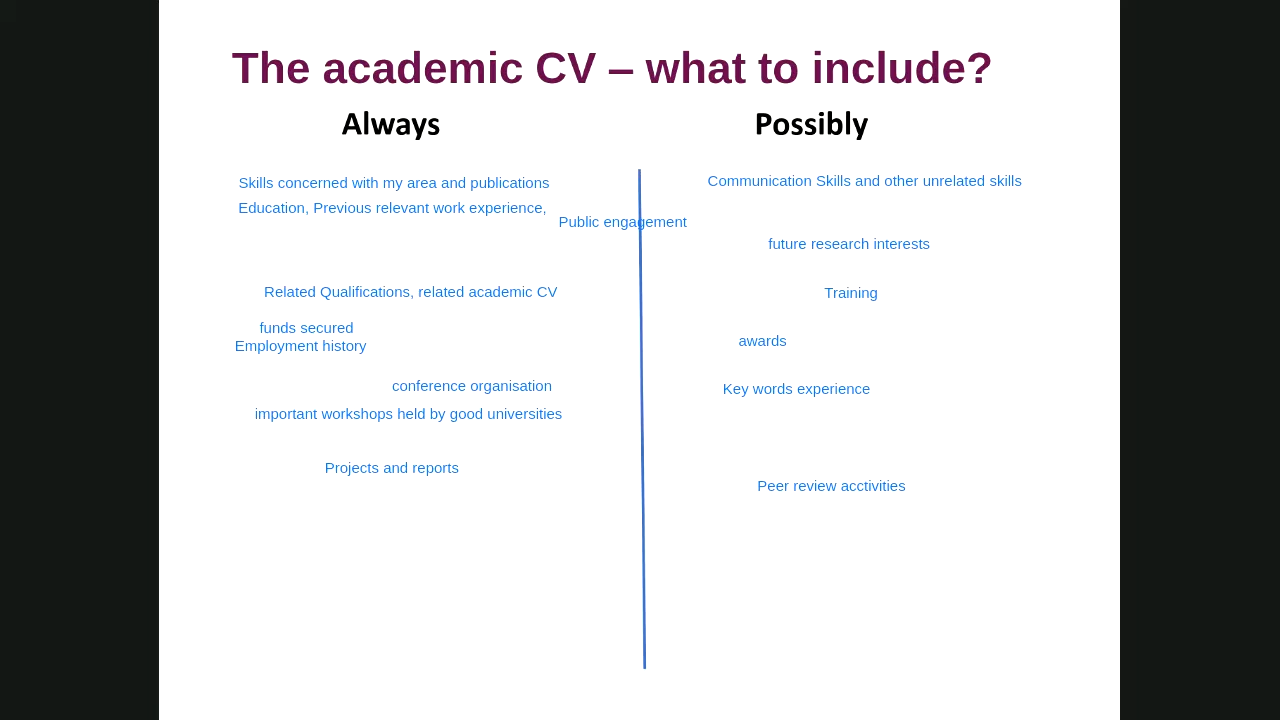 The academic CV – what to include?
Always
Possibly
Skills concerned with my area and publications
Education, Previous relevant work experience,
Public engagement
Related Qualifications, related academic CV
funds secured
Employment history
conference organisation
important workshops held by good universities
Projects and reports
Communication Skills and other unrelated skills
future research interests
Training
awards
Key words experience
Peer review acctivities